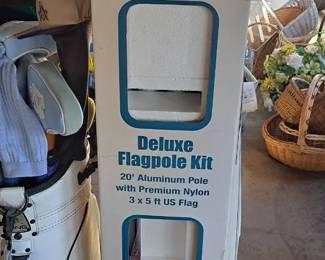 Deluxe
Flagpole Kit
20' Aluminum Pole
with Premium Nylon
3 x 5 ft US Flag